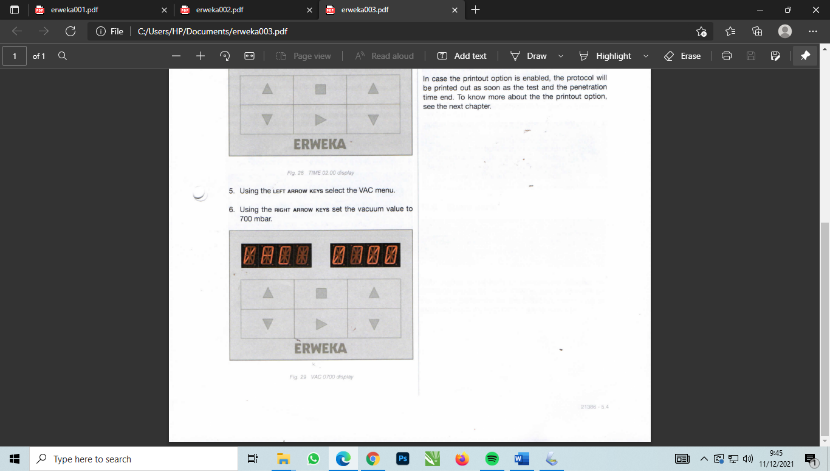 erweka001.pdf
erweka002.pdf
erweka003.pdf
File C:/Users/HP/Documents/erweka003.pdf
1 of 1 Page view Read aloud Add text Draw Highlight Erase
ERWEKA
Fig. 28 TIME 02.00 display
5. Using the LEFT ARROW KEYS select the VAC menu.
6. Using the RIGHT ARROW KEYS set the vacuum value to
700 mbar.
VAC 0700
ERWEKA
Fig. 29 VAC 0700 display
In case the printout option is enabled, the protocol will
be printed out as soon as the test and the penetration
time end. To know more about the the printout option,
see the next chapter.
Type here to search
9:45
11/12/2021